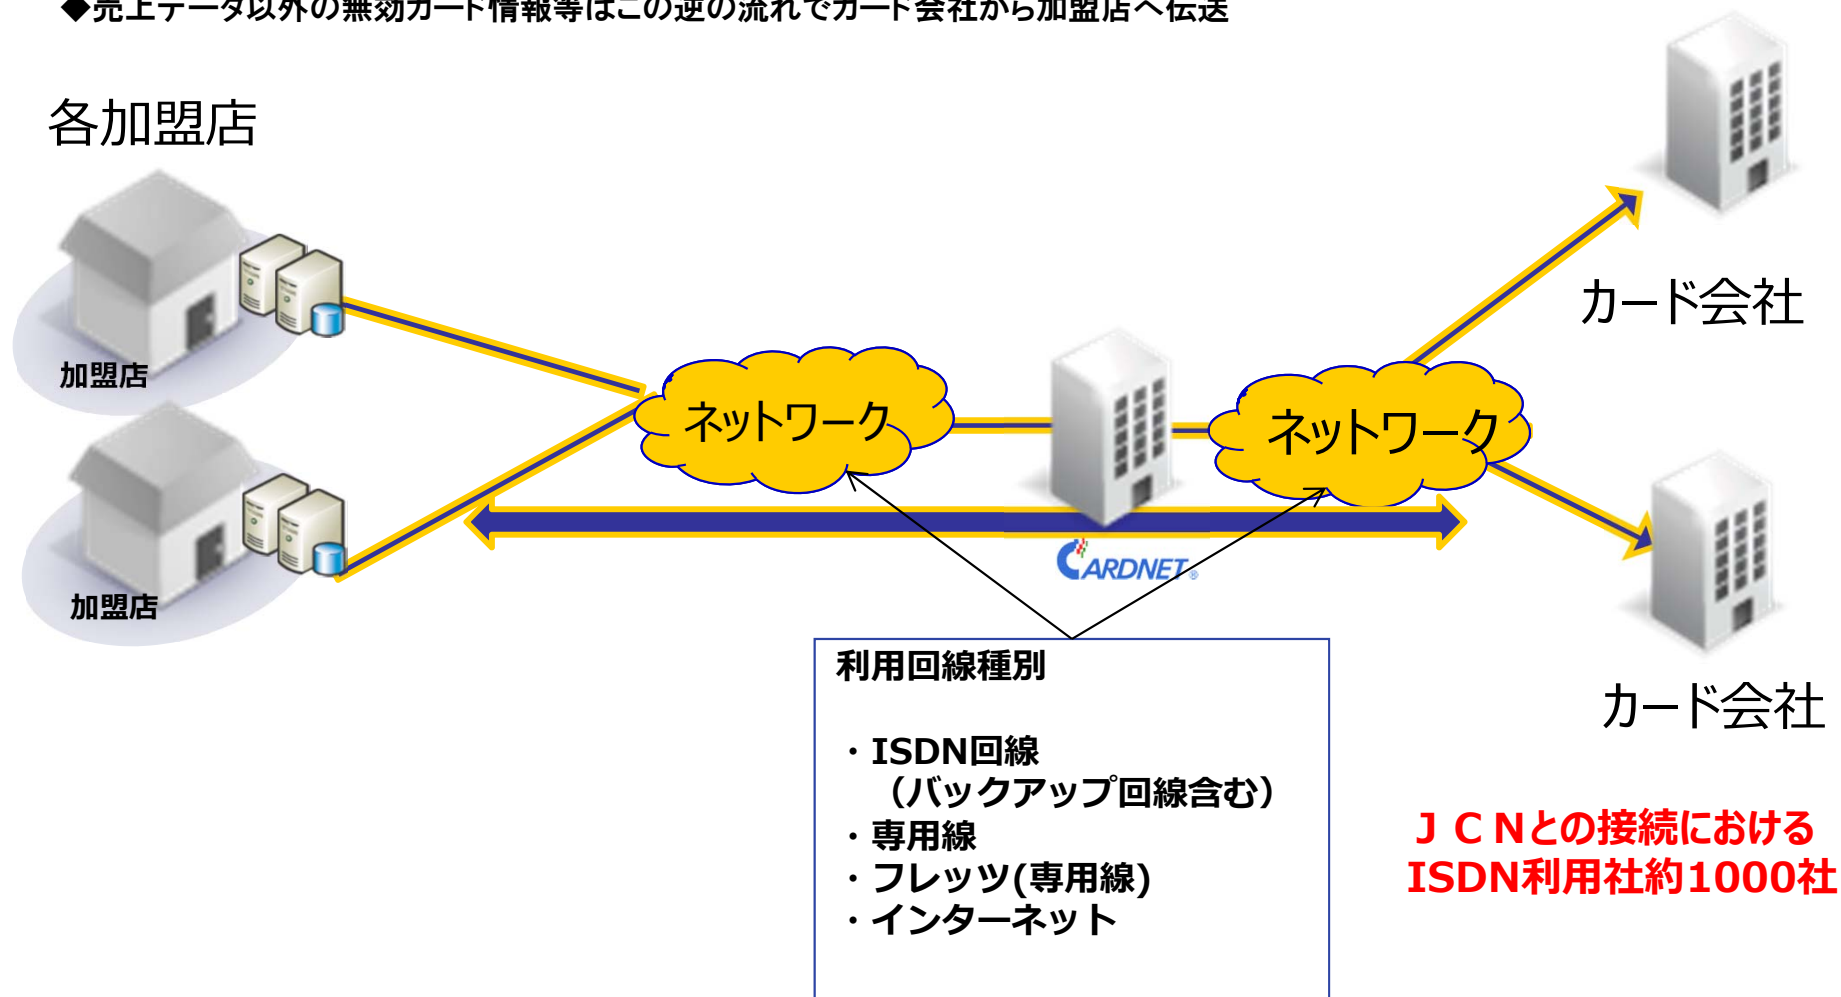 ◆売上データ以外の無効カード情報等はこの逆の流れでカード会社から加盟店へ伝送
各加盟店
カード会社
加盟店
ネットワーク
ネットワーク
CARDNET®
加盟店
利用回線種別
・ISDN回線
（バックアップ回線含む）
・専用線
・フレッツ(専用線)
・インターネット
カード会社
ＪＣＮとの接続における
ISDN利用社約1000社